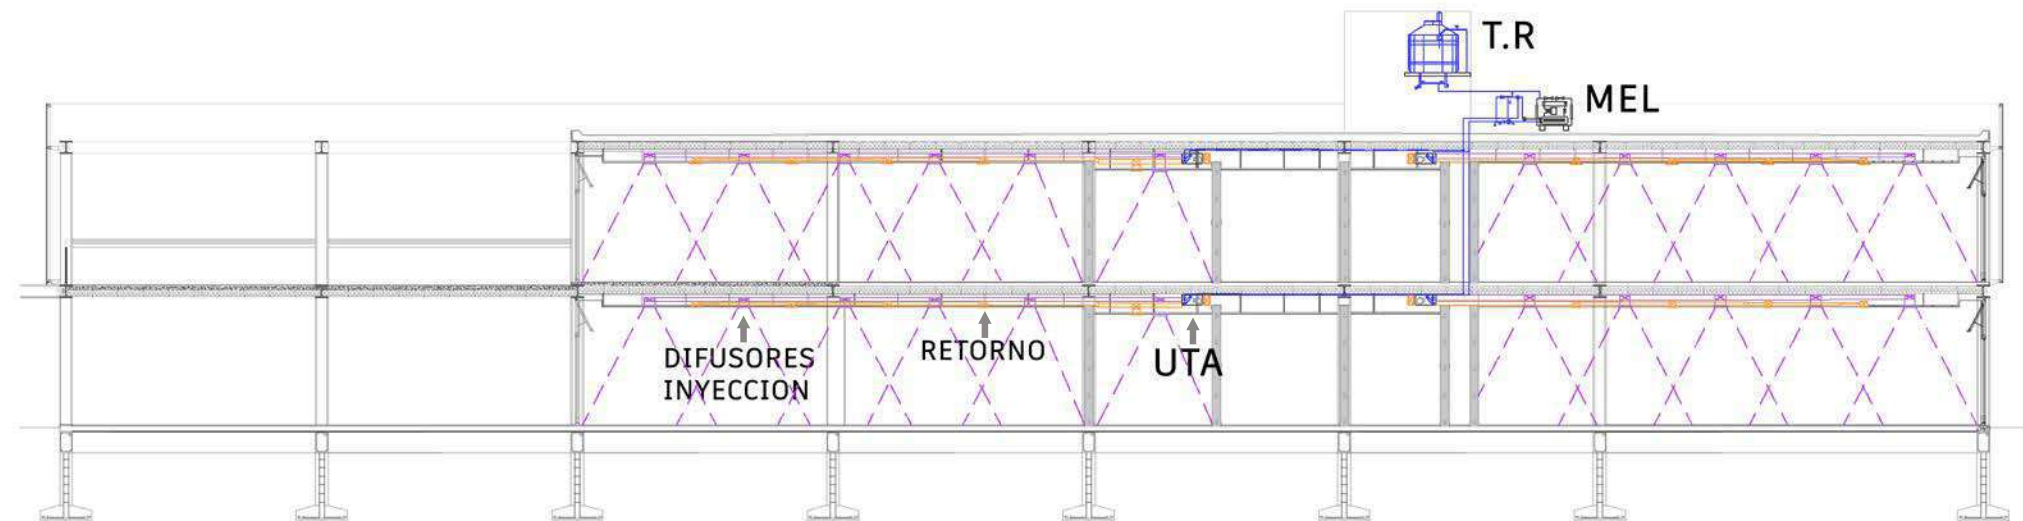 T.R
MEL
DIFUSORES
INYECCION
RETORNO
UTA